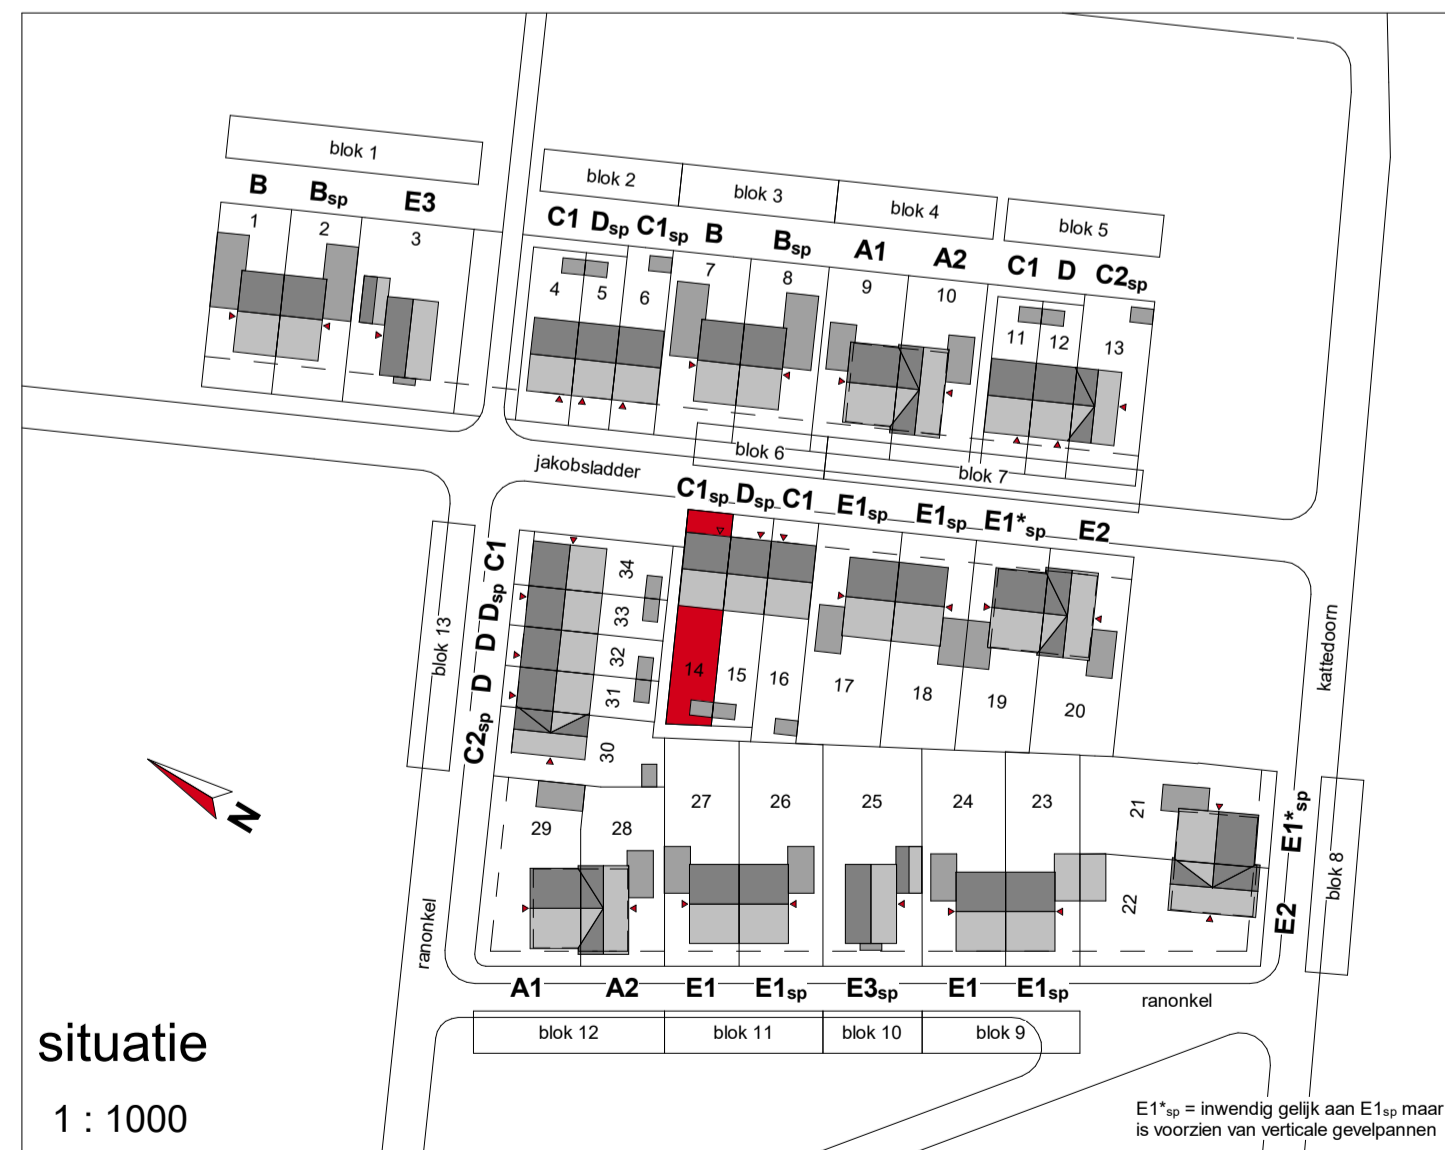 blok 1
B Bsp E3
1 2 3
blok 2 blok 3 blok 4 blok 5
C1 Dsp C1sp B Bsp A1 A2 C1 D C2sp
4 5 6 7 8 9 10 11 12 13
jakobsladder
blok 6 blok 7
C1sp Dsp C1 E1sp E1sp E1*sp E2
14 15 16 17 18 19 20
blok 13
C2sp D D Dsp C1
34
33
32
31
30
kattedoorn
N
29 28 27 26 25 24 23
21
22
E1*sp
E2
blok 8
ranonkel
A1 A2 E1 E1sp E3sp E1 E1sp
ranonkel
blok 12 blok 11 blok 10 blok 9
situatie
1 : 1000
E1*sp = inwendig gelijk aan E1sp maar
is voorzien van verticale gevelpannen